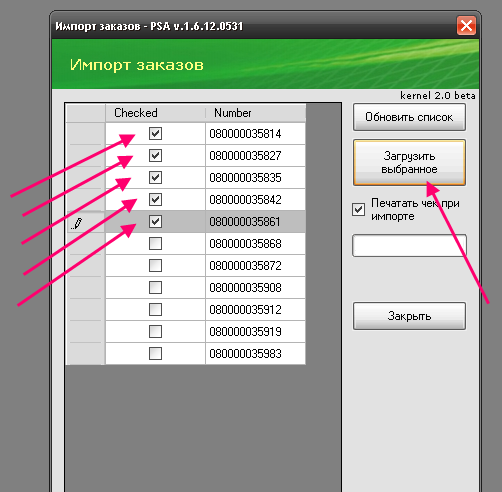 Импорт заказов - PSA v.1.6.12.0531
Импорт заказов
kernel 2.0 beta
Checked Number
080000035814
080000035827
080000035835
080000035842
080000035861
080000035868
080000035872
080000035908
080000035912
080000035919
080000035983
Обновить список
Загрузить
выбранное
Печатать чек при
импорте
Закрыть